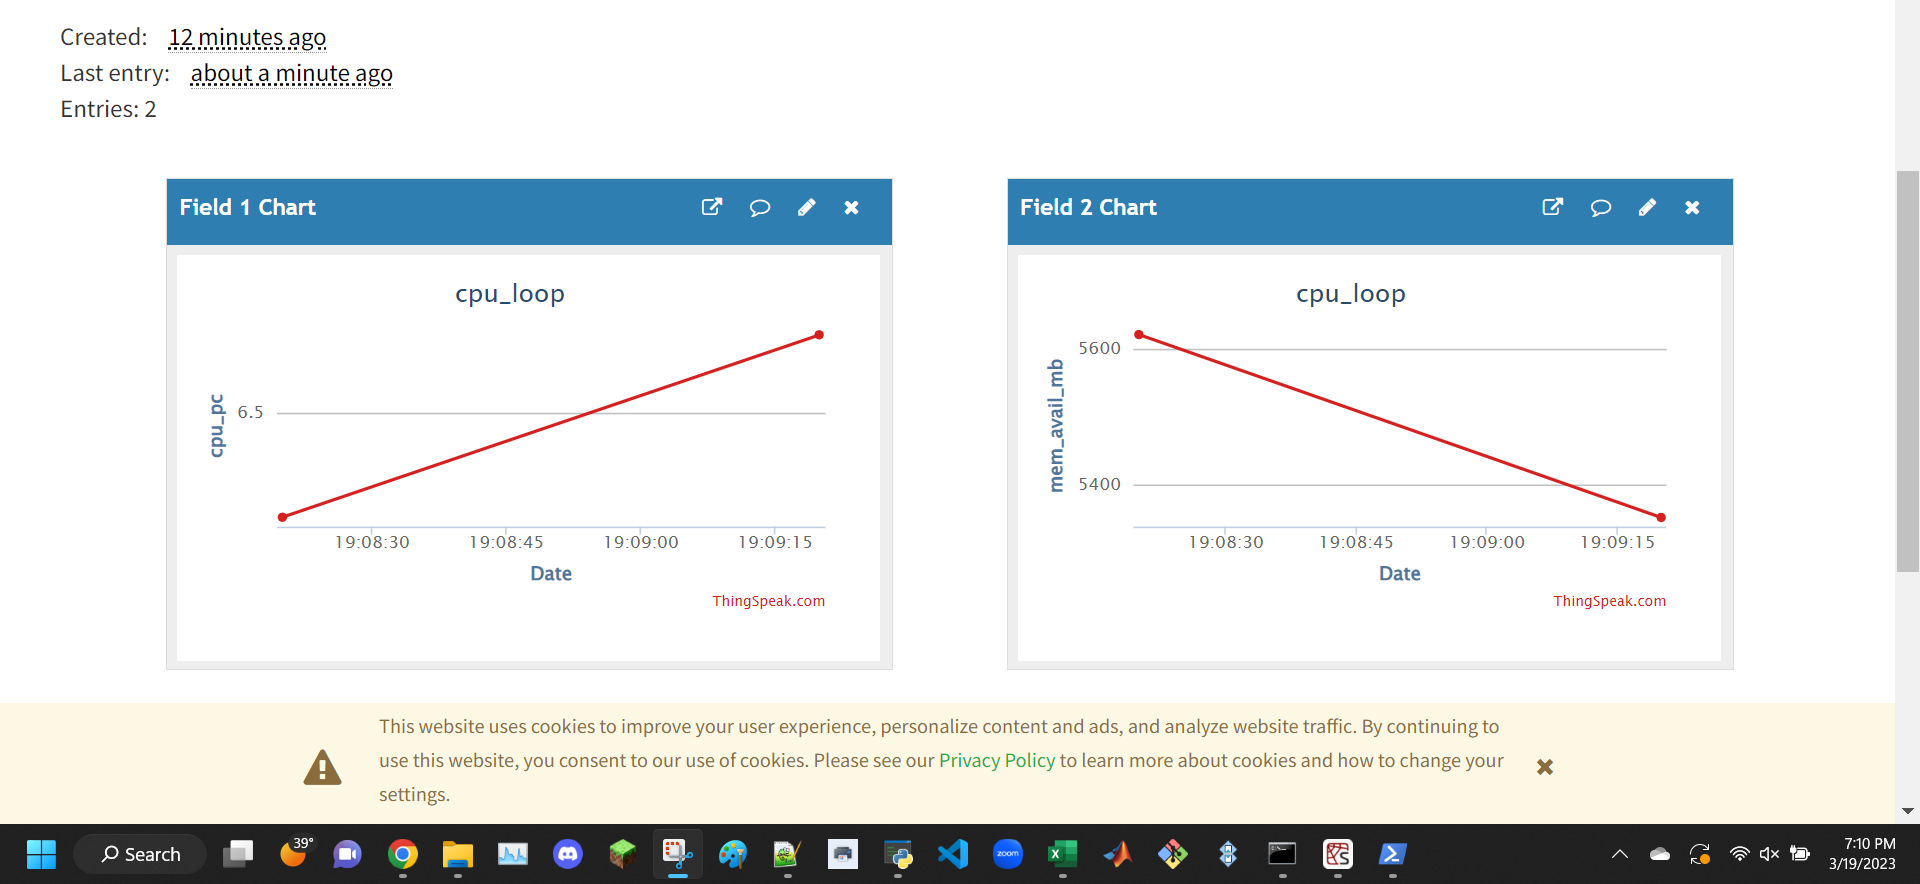 Created: 12 minutes ago
Last entry: about a minute ago
Entries: 2
Field 1 Chart
cpu_loop
cpu_pc
6.5
19:08:30 19:08:45 19:09:00 19:09:15
Date
ThingSpeak.com
Field 2 Chart
cpu_loop
mem_avail_mb
5600
5400
19:08:30 19:08:45 19:09:00 19:09:15
Date
ThingSpeak.com
This website uses cookies to improve your user experience, personalize content and ads, and analyze website traffic. By continuing to
use this website, you consent to our use of cookies. Please see our Privacy Policy to learn more about cookies and how to change your
settings.
Search
39°
zoom
7:10 PM
3/19/2023